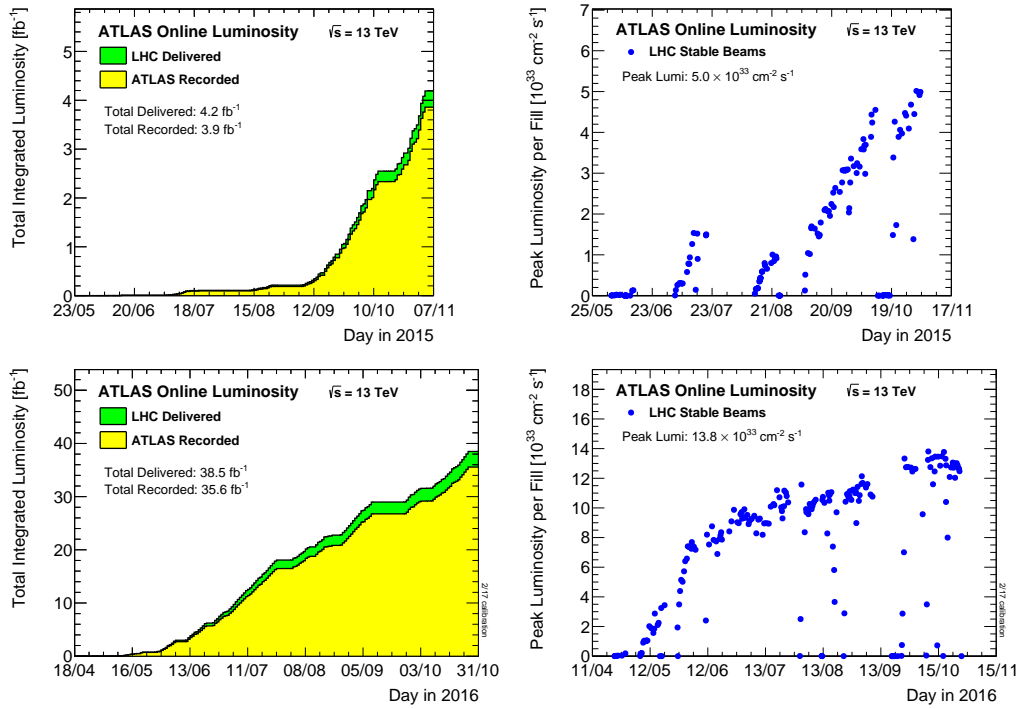 Total Integrated Luminosity [fb⁻¹]
ATLAS Online Luminosity √s = 13 TeV
LHC Delivered
ATLAS Recorded
Total Delivered: 4.2 fb⁻¹
Total Recorded: 3.9 fb⁻¹
5
4
3
2
1
0
23/05 20/06 18/07 15/08 12/09 10/10 07/11
Day in 2015
Peak Luminosity per Fill [10³³ cm⁻² s⁻¹]
ATLAS Online Luminosity √s = 13 TeV
LHC Stable Beams
Peak Lumi: 5.0 × 10³³ cm⁻² s⁻¹
7
6
5
4
3
2
1
0
25/05 23/06 23/07 21/08 20/09 19/10 17/11
Day in 2015
Total Integrated Luminosity [fb⁻¹]
ATLAS Online Luminosity √s = 13 TeV
LHC Delivered
ATLAS Recorded
Total Delivered: 38.5 fb⁻¹
Total Recorded: 35.6 fb⁻¹
50
40
30
20
10
0
2/17 calibration
18/04 16/05 13/06 11/07 08/08 05/09 03/10 31/10
Day in 2016
Peak Luminosity per Fill [10³³ cm⁻² s⁻¹]
ATLAS Online Luminosity √s = 13 TeV
LHC Stable Beams
Peak Lumi: 13.8 × 10³³ cm⁻² s⁻¹
18
16
14
12
10
8
6
4
2
0
2/17 calibration
11/04 12/05 12/06 13/07 13/08 13/09 15/10 15/11
Day in 2016